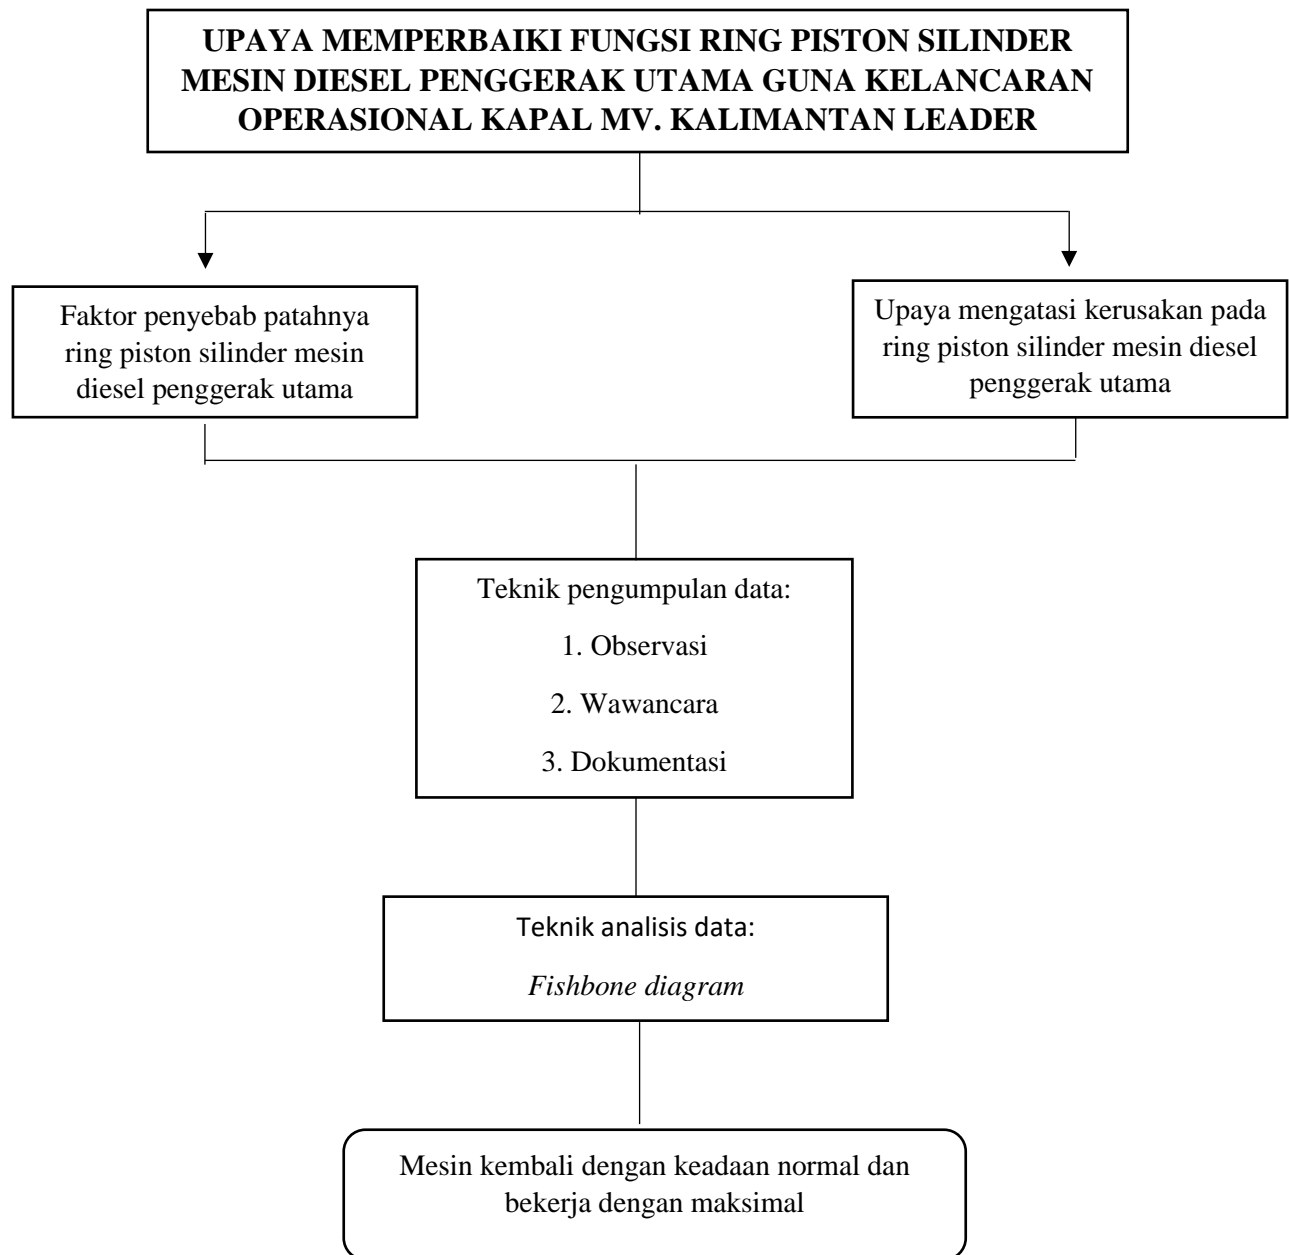 UPAYA MEMPERBAIKI FUNGSI RING PISTON SILINDER
MESIN DIESEL PENGGERAK UTAMA GUNA KELANCARAN
OPERASIONAL KAPAL MV. KALIMANTAN LEADER
Faktor penyebab patahnya
ring piston silinder mesin
diesel penggerak utama
Upaya mengatasi kerusakan pada
ring piston silinder mesin diesel
penggerak utama
Teknik pengumpulan data:
1. Observasi
2. Wawancara
3. Dokumentasi
Teknik analisis data:
Fishbone diagram
Mesin kembali dengan keadaan normal dan
bekerja dengan maksimal